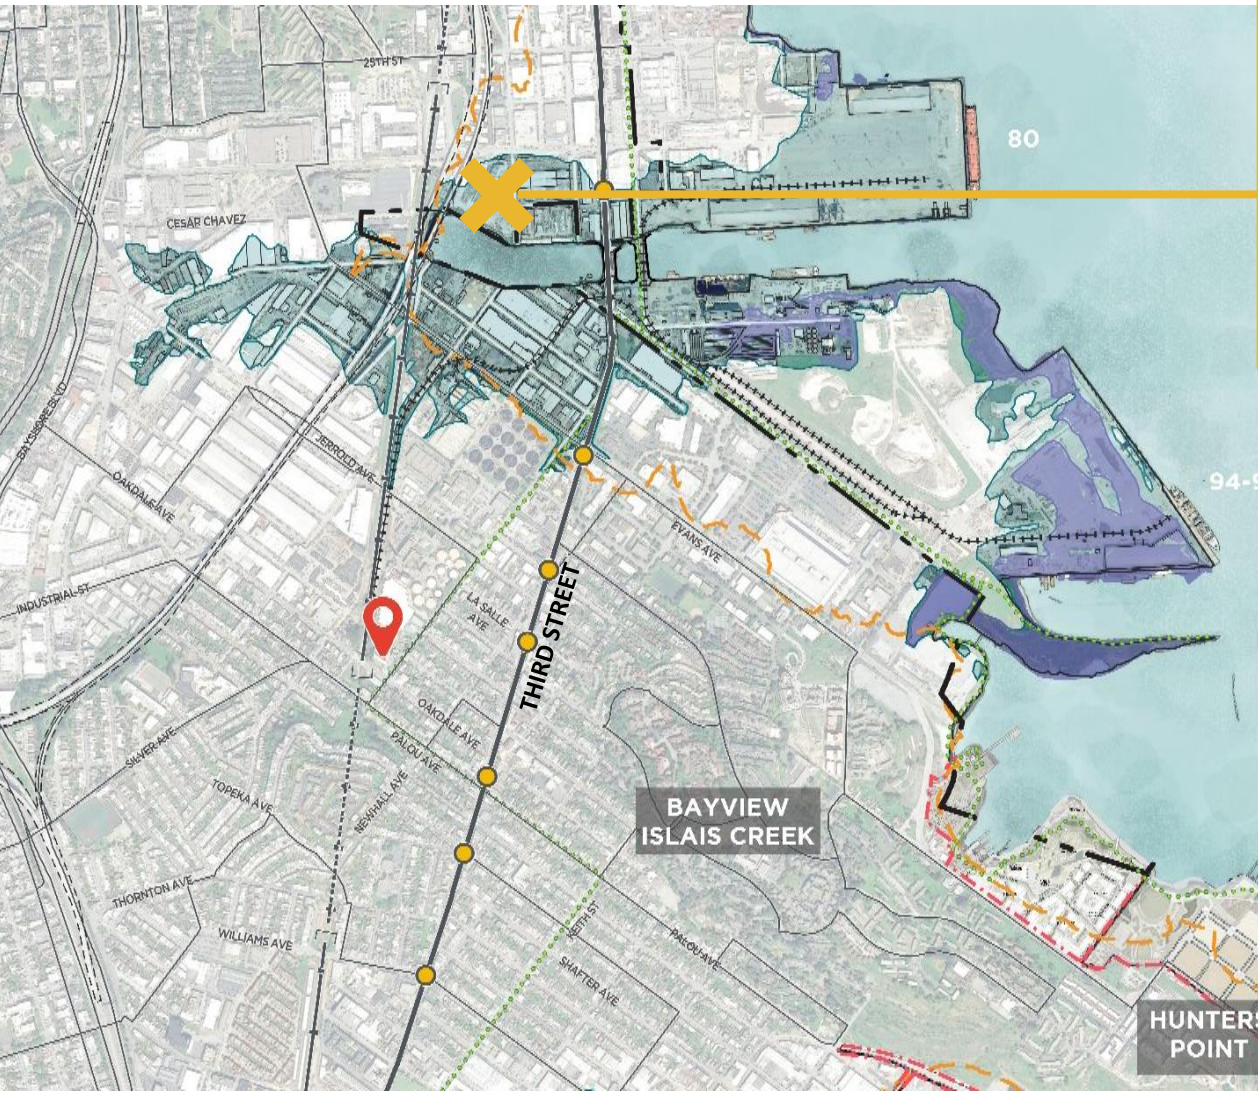 25TH ST
80
CESAR CHAVEZ
BAYSHORE BLVD
JERROLD AVE
OAKDALE AVE
94-9
EVANS AVE
INDUSTRIAL ST
LA SALLE
AVE
THIRD STREET
OAKDALE AVE
PALOU AVE
SILVER AVE
TOPEKA AVE
NEWHALL AVE
BAYVIEW
ISLAIS CREEK
THORNTON AVE
WILLIAMS AVE
KEITH ST
PALOU AVE
SHAFTER AVE
HUNTERS
POINT